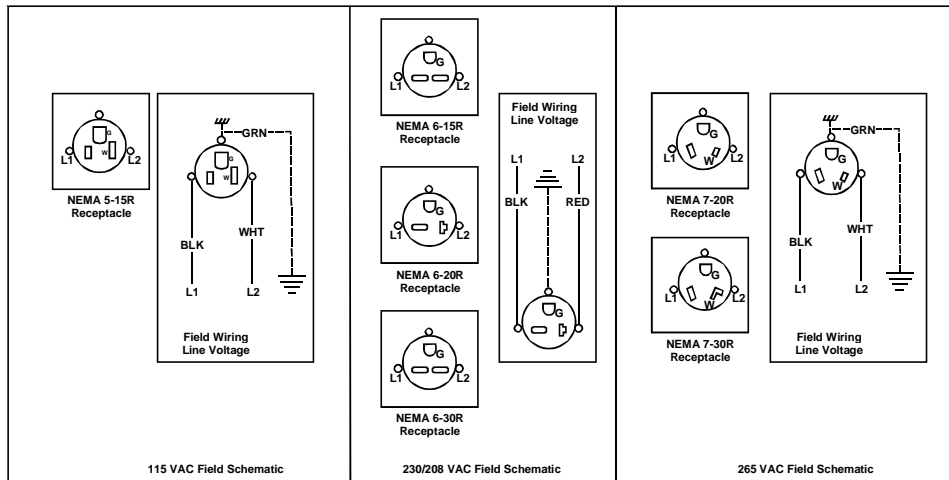 G
W
L1
L2
NEMA 5-15R
Receptacle
GRN
G
W
BLK
WHT
L1
L2
Field Wiring
Line Voltage
115 VAC Field Schematic
G
L1
L2
NEMA 6-15R
Receptacle
G
L1
L2
NEMA 6-20R
Receptacle
G
L1
L2
NEMA 6-30R
Receptacle
Field Wiring
Line Voltage
L1
L2
BLK
RED
G
230/208 VAC Field Schematic
G
W
L1
L2
NEMA 7-20R
Receptacle
G
W
L1
L2
NEMA 7-30R
Receptacle
GRN
G
W
BLK
WHT
L1
L2
Field Wiring
Line Voltage
265 VAC Field Schematic